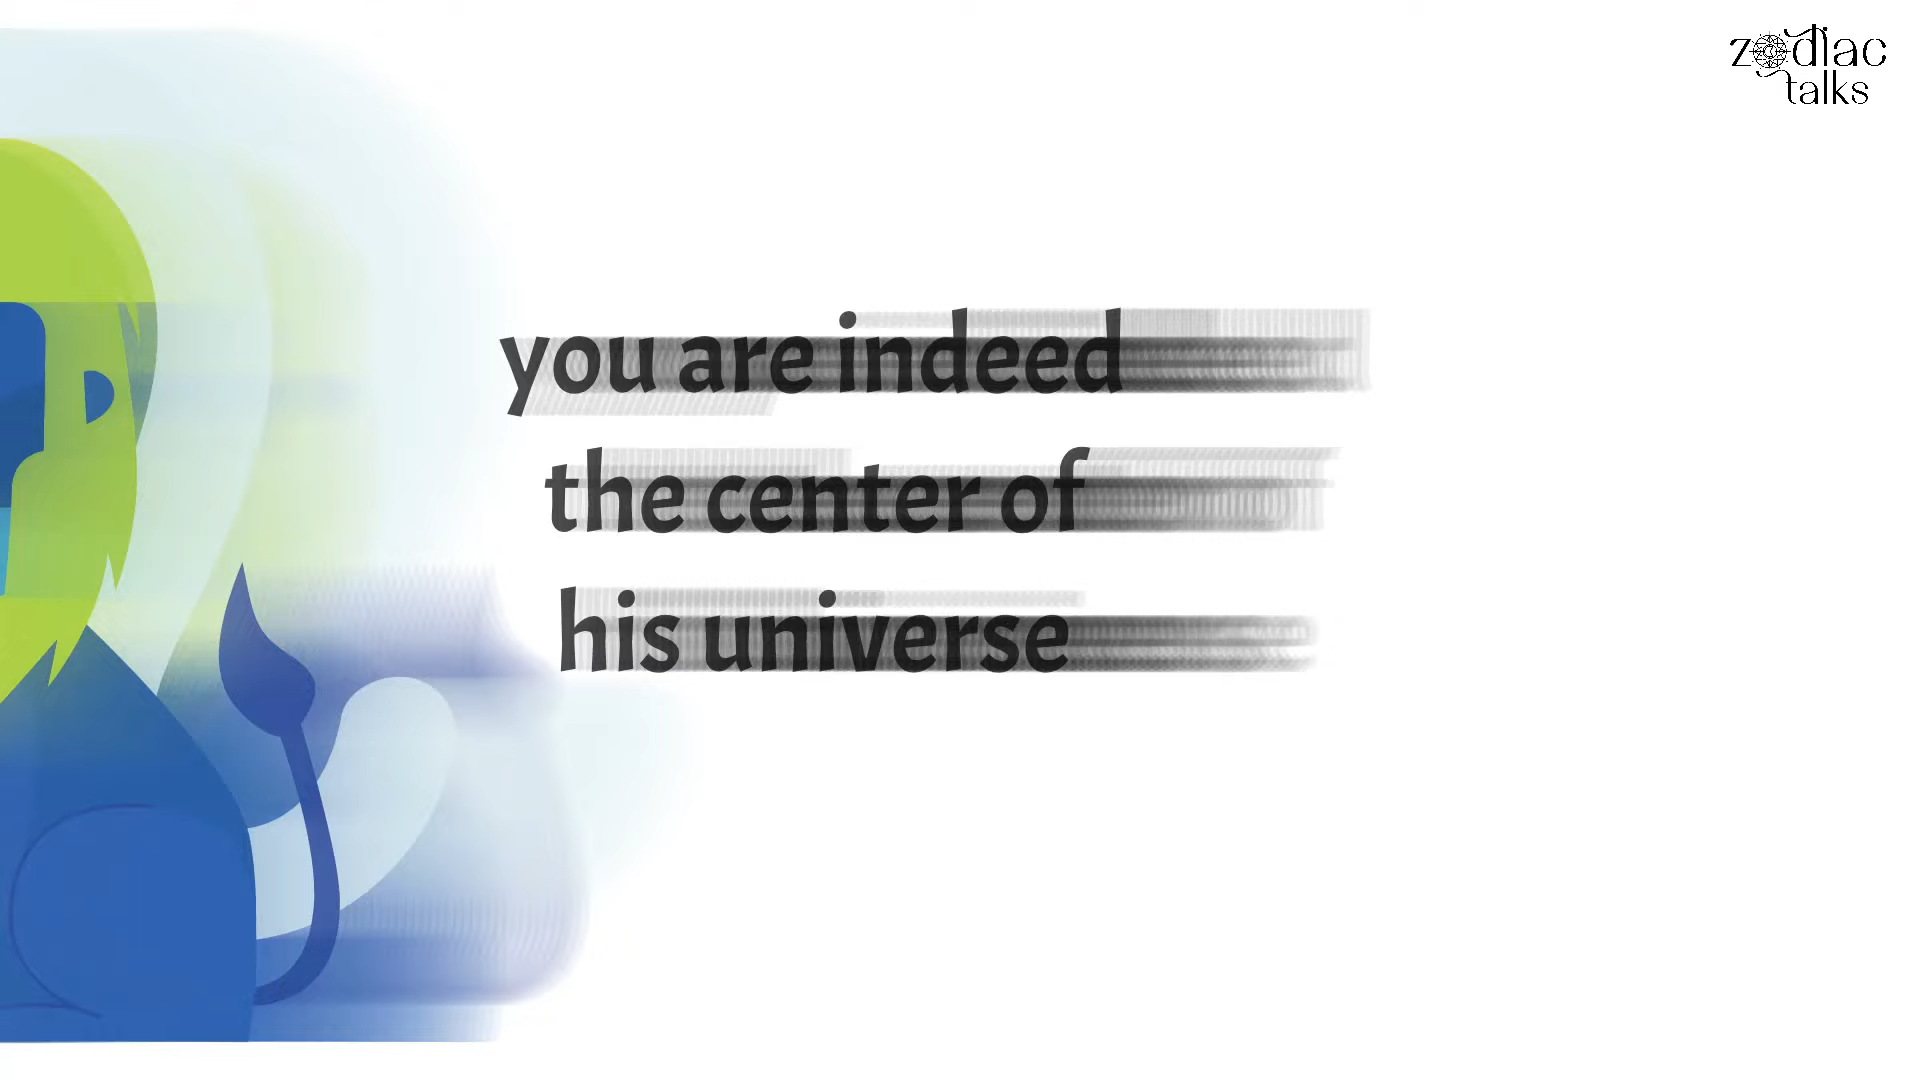 zodiac
talks
you are indeed
the center of
his universe